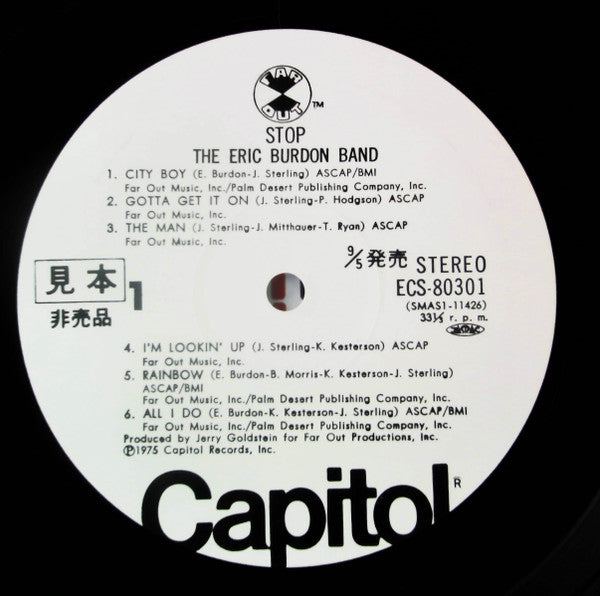 FAR
OUT
TM
STOP
THE ERIC BURDON BAND
1. CITY BOY (E. Burdon-J. Sterling) ASCAP/BMI
Far Out Music, Inc./Palm Desert Publishing Company, Inc.
2. GOTTA GET IT ON (J. Sterling-P. Hodgson) ASCAP
Far Out Music, Inc.
3. THE MAN (J. Sterling-J. Mitthauer-T. Ryan) ASCAP
Far Out Music, Inc.
見本
1
非売品
9/5発売 STEREO
ECS-80301
(SMAS1-11426)
33⅓ r. p. m.
4. I'M LOOKIN' UP (J. Sterling-K. Kesterson) ASCAP
Far Out Music, Inc.
5. RAINBOW (E. Burdon-B. Morris-K. Kesterson-J. Sterling)
ASCAP/BMI
Far Out Music, Inc./Palm Desert Publishing Company, Inc.
6. ALL I DO (E. Burdon-K. Kesterson-J. Sterling) ASCAP/BMI
Far Out Music, Inc./Palm Desert Publishing Company, Inc.
Produced by Jerry Goldstein for Far Out Productions, Inc.
Ⓟ1975 Capitol Records, Inc.
Capitol®